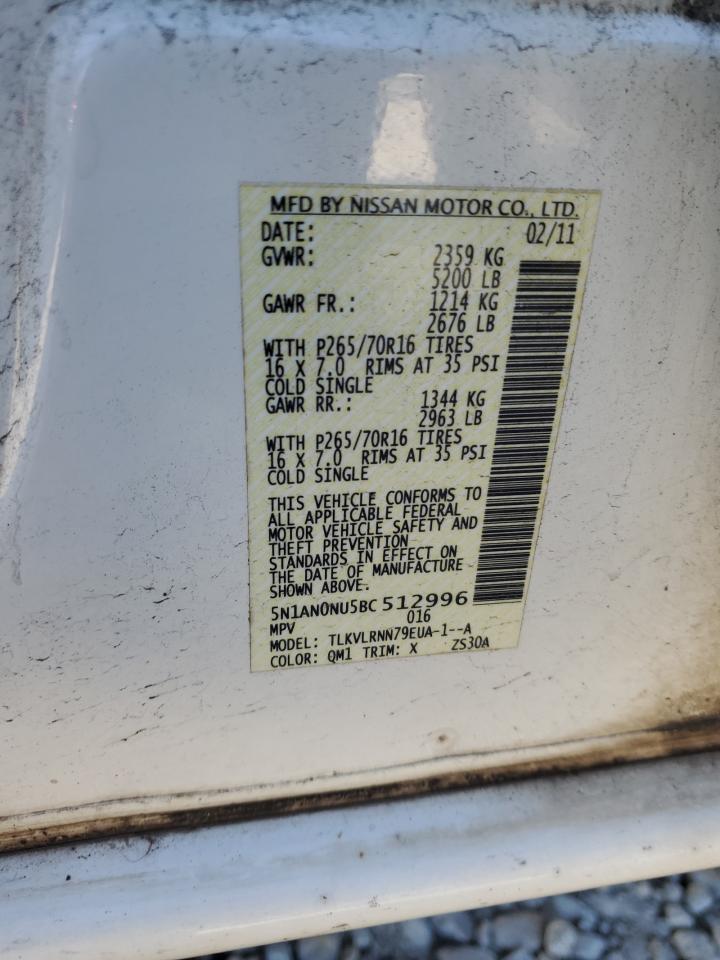 MFD BY NISSAN MOTOR CO., LTD.
DATE: 02/11
GVWR: 2359 KG
5200 LB
GAWR FR.: 1214 KG
2676 LB
WITH P265/70R16 TIRES
16 X 7.0 RIMS AT 35 PSI
COLD SINGLE
GAWR RR.: 1344 KG
2963 LB
WITH P265/70R16 TIRES
16 X 7.0 RIMS AT 35 PSI
COLD SINGLE
THIS VEHICLE CONFORMS TO
ALL APPLICABLE FEDERAL
MOTOR VEHICLE SAFETY AND
THEFT PREVENTION
STANDARDS IN EFFECT ON
THE DATE OF MANUFACTURE
SHOWN ABOVE.
5N1AN0NU5BC512996
MPV 016
MODEL: TLKVLRNN79EUA-1--A
COLOR: QM1 TRIM: X ZS30A